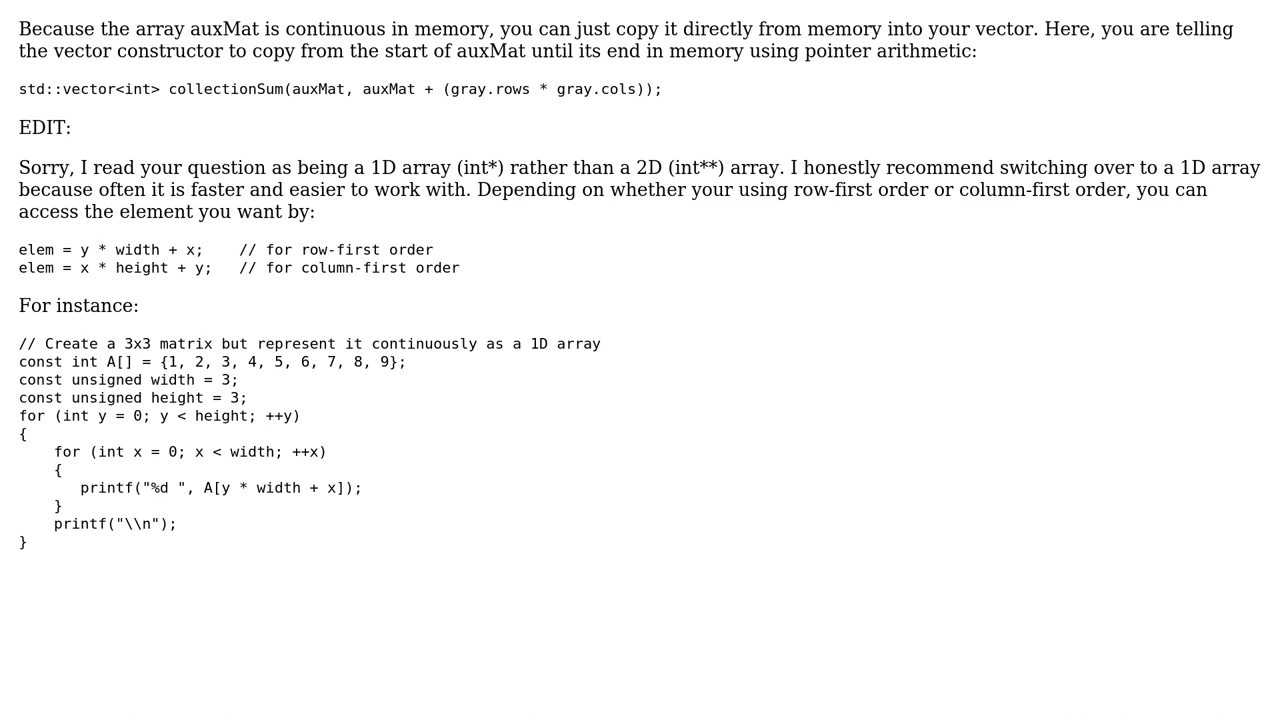 Because the array auxMat is continuous in memory, you can just copy it directly from memory into your vector. Here, you are telling
the vector constructor to copy from the start of auxMat until its end in memory using pointer arithmetic:
std::vector<int> collectionSum(auxMat, auxMat + (gray.rows * gray.cols));
EDIT:
Sorry, I read your question as being a 1D array (int*) rather than a 2D (int**) array. I honestly recommend switching over to a 1D array
because often it is faster and easier to work with. Depending on whether your using row-first order or column-first order, you can
access the element you want by:
elem = y * width + x;    // for row-first order
elem = x * height + y;   // for column-first order
For instance:
// Create a 3x3 matrix but represent it continuously as a 1D array
const int A[] = {1, 2, 3, 4, 5, 6, 7, 8, 9};
const unsigned width = 3;
const unsigned height = 3;
for (int y = 0; y < height; ++y)
{
    for (int x = 0; x < width; ++x)
    {
       printf("%d ", A[y * width + x]);
    }
    printf("\\n");
}